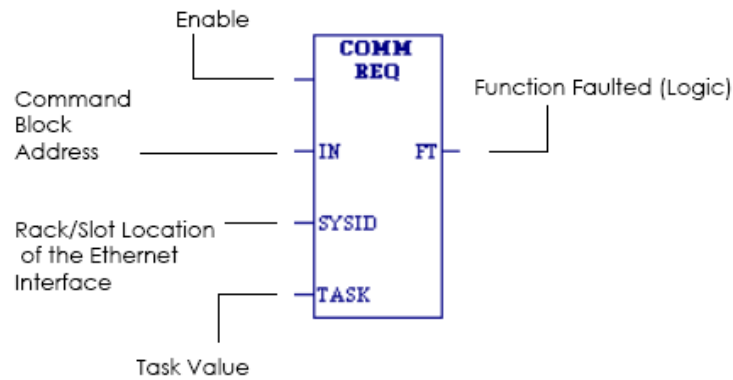 Enable
COMM
REQ
Function Faulted (Logic)
Command
Block
Address
IN
FT
Rack/Slot Location
of the Ethernet
Interface
SYSID
TASK
Task Value